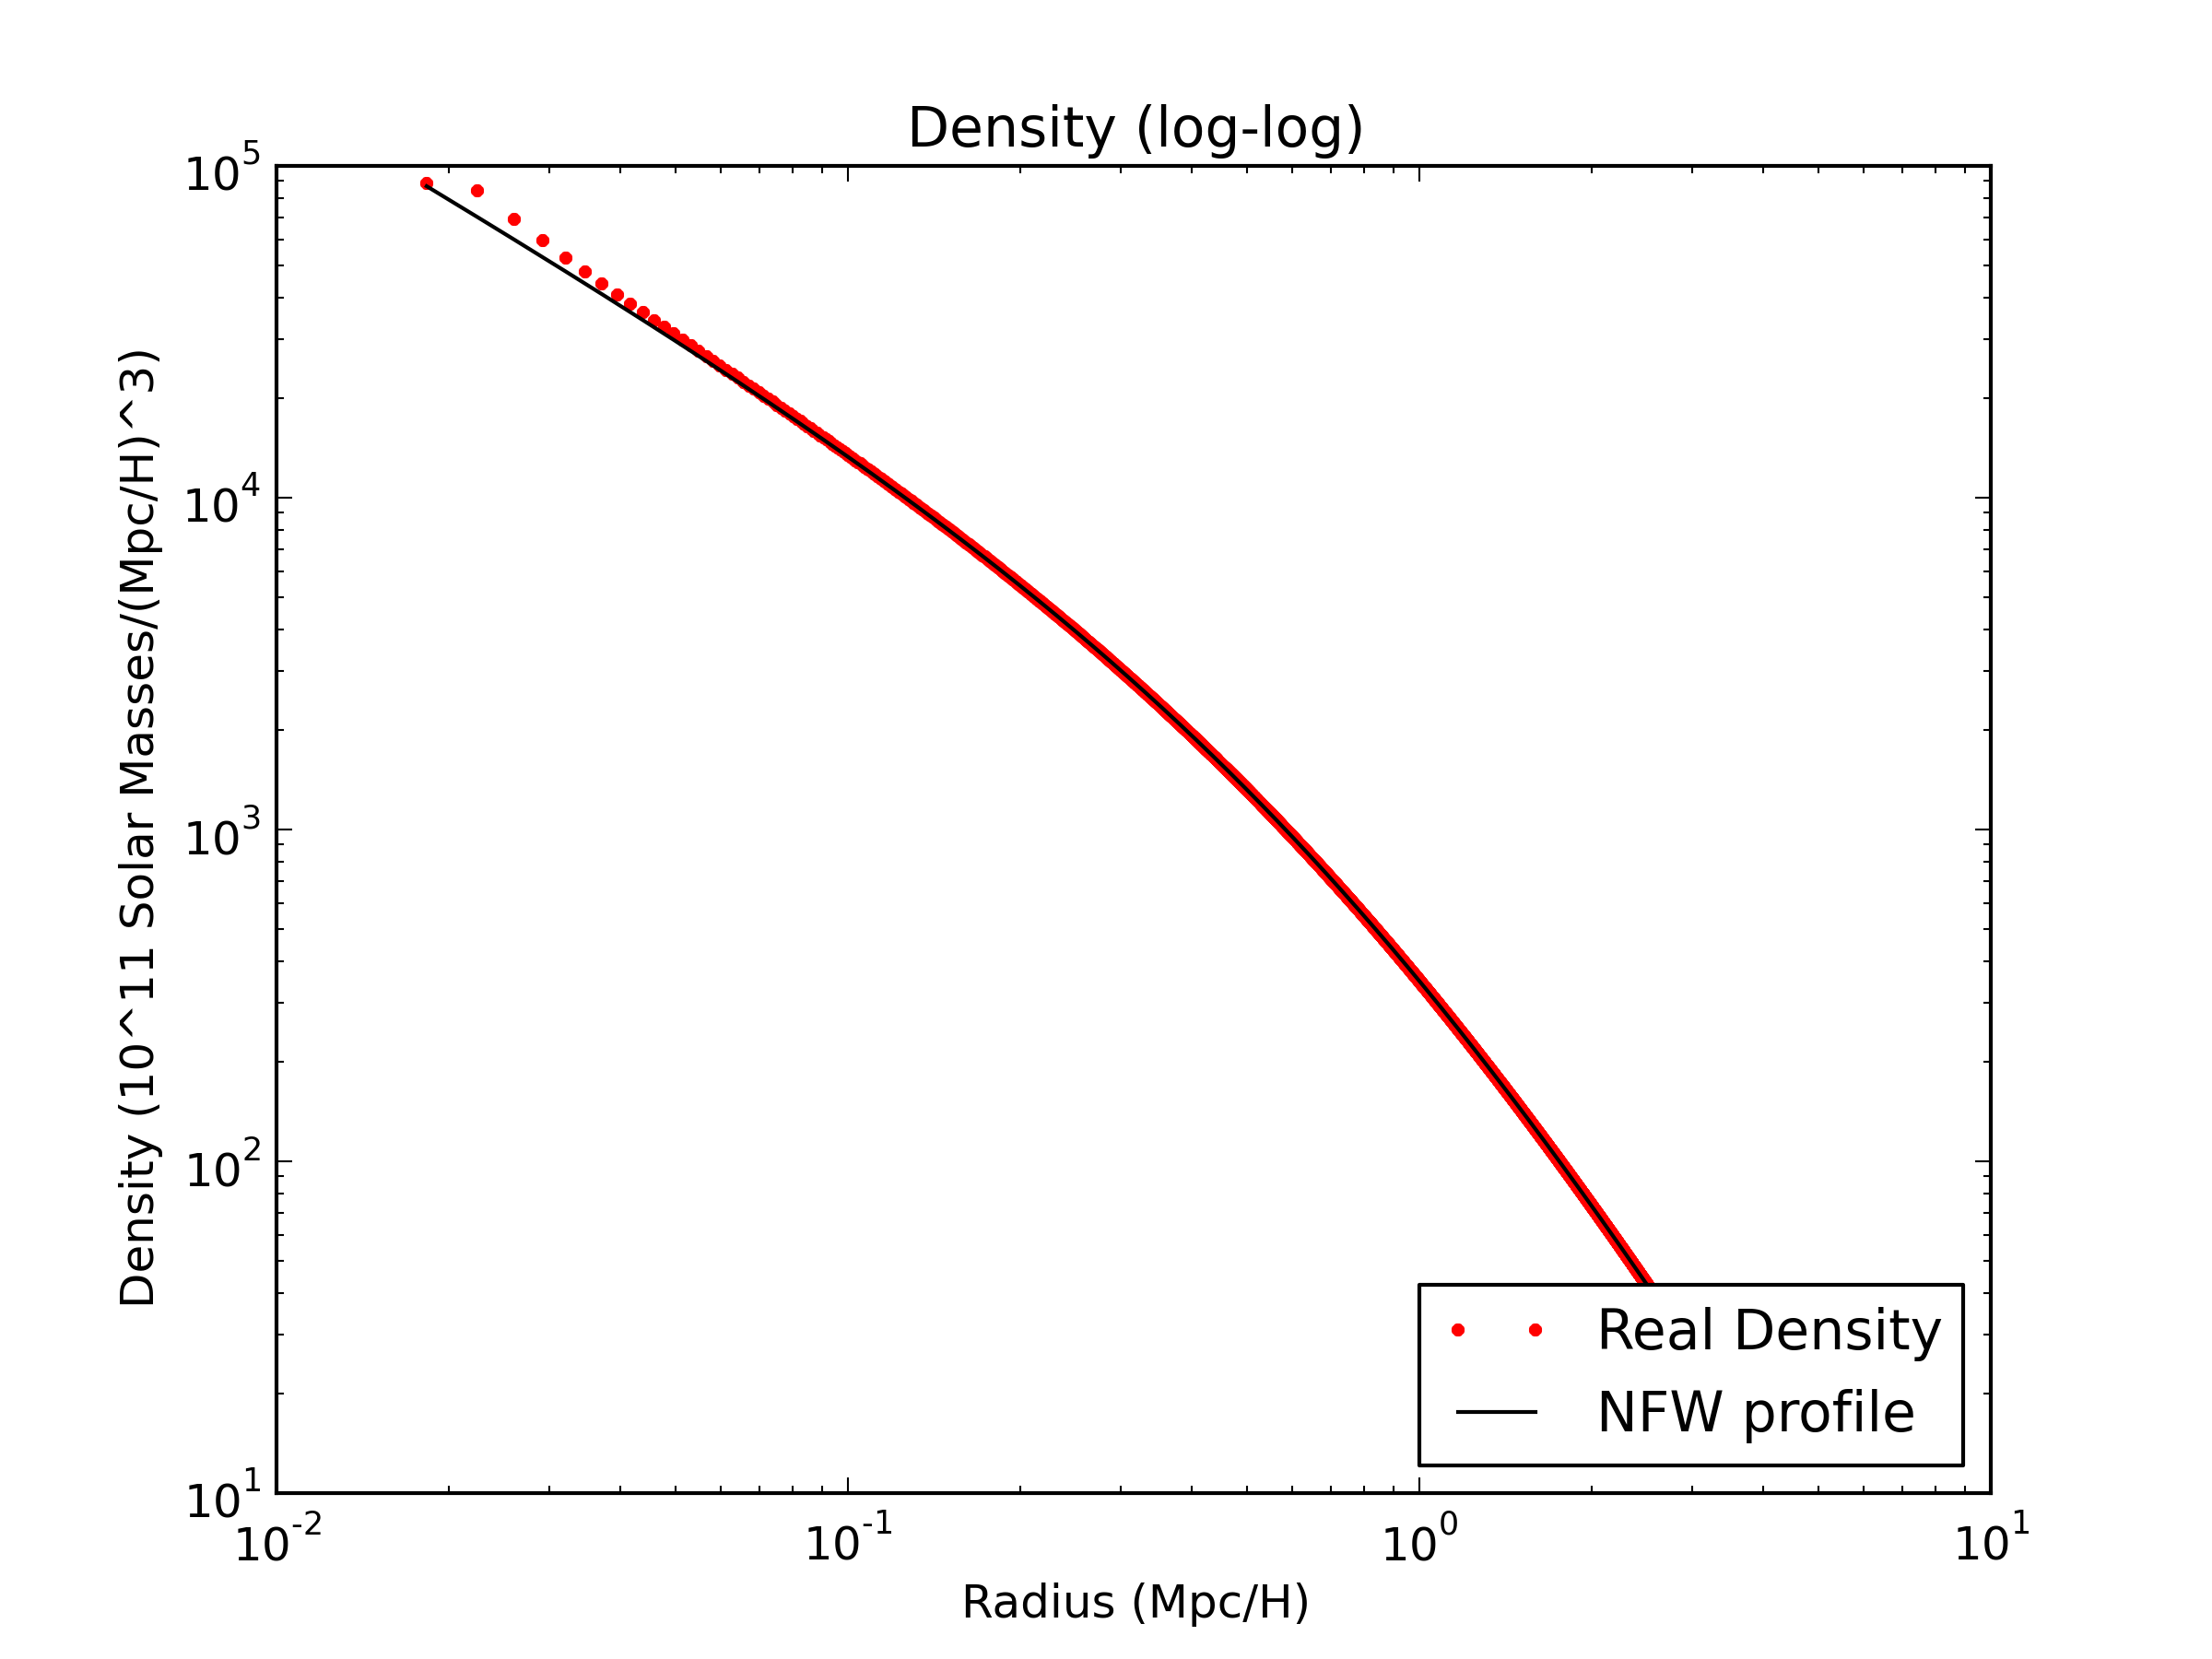 Density (log-log)
10^5
10^4
10^3
10^2
10^1
Density (10^11 Solar Masses/(Mpc/H)^3)
10^-2
10^-1
10^0
10^1
Radius (Mpc/H)
Real Density
NFW profile